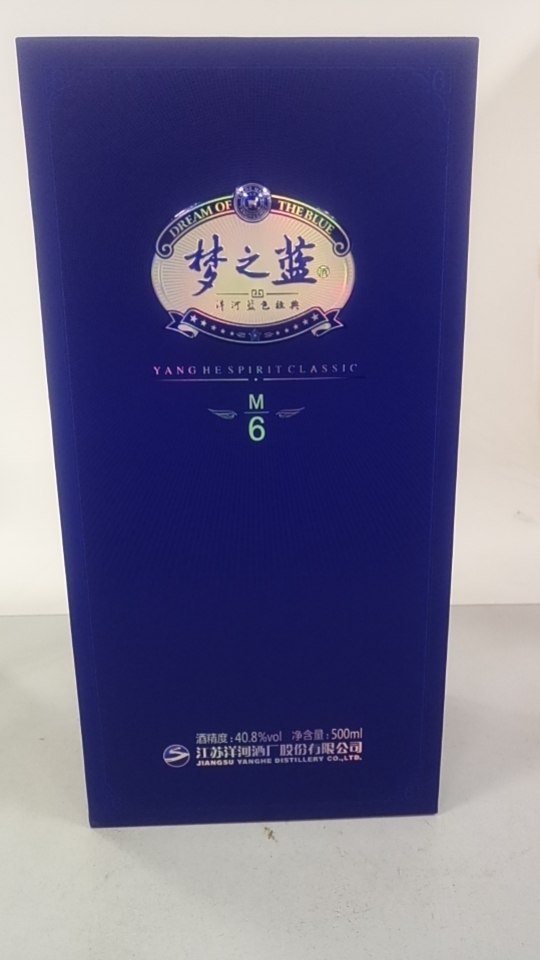 DREAM OF THE BLUE
梦之蓝
酒
洋河蓝色经典
YANGHE SPIRIT CLASSIC
M
6
酒精度：40.8%vol 净含量：500ml
江苏洋河酒厂股份有限公司
JIANGSU YANGHE DISTILLERY CO.,LTD.